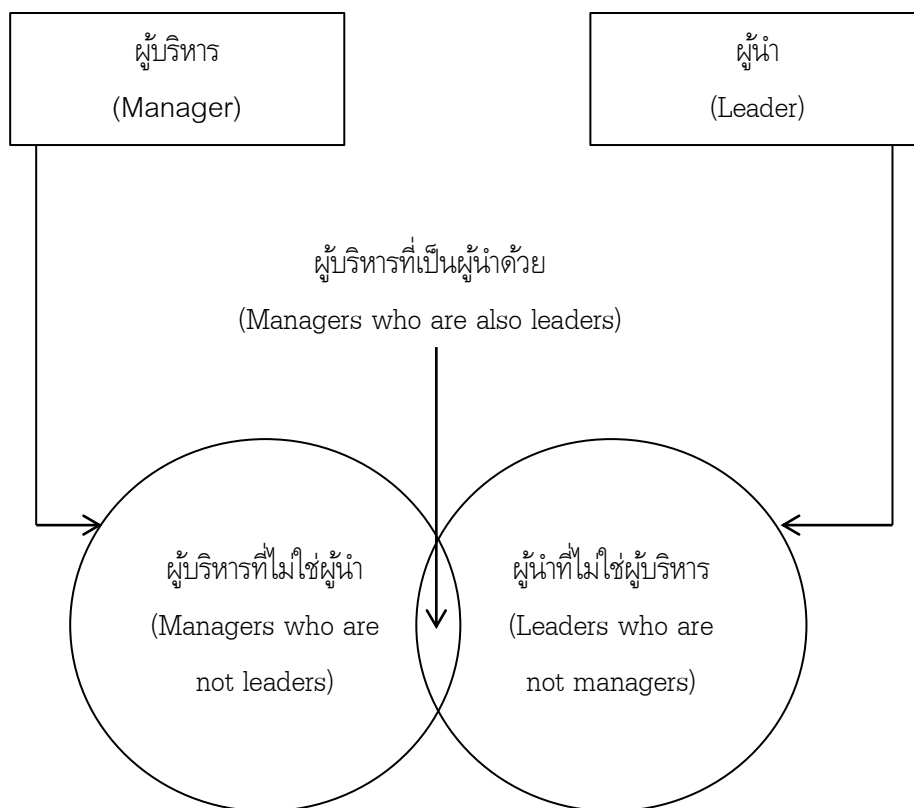 ผู้บริหาร
(Manager)
ผู้นำ
(Leader)
ผู้บริหารที่เป็นผู้นำด้วย
(Managers who are also leaders)
ผู้บริหารที่ไม่ใช่ผู้นำ
(Managers who are
not leaders)
ผู้นำที่ไม่ใช่ผู้บริหาร
(Leaders who are
not managers)